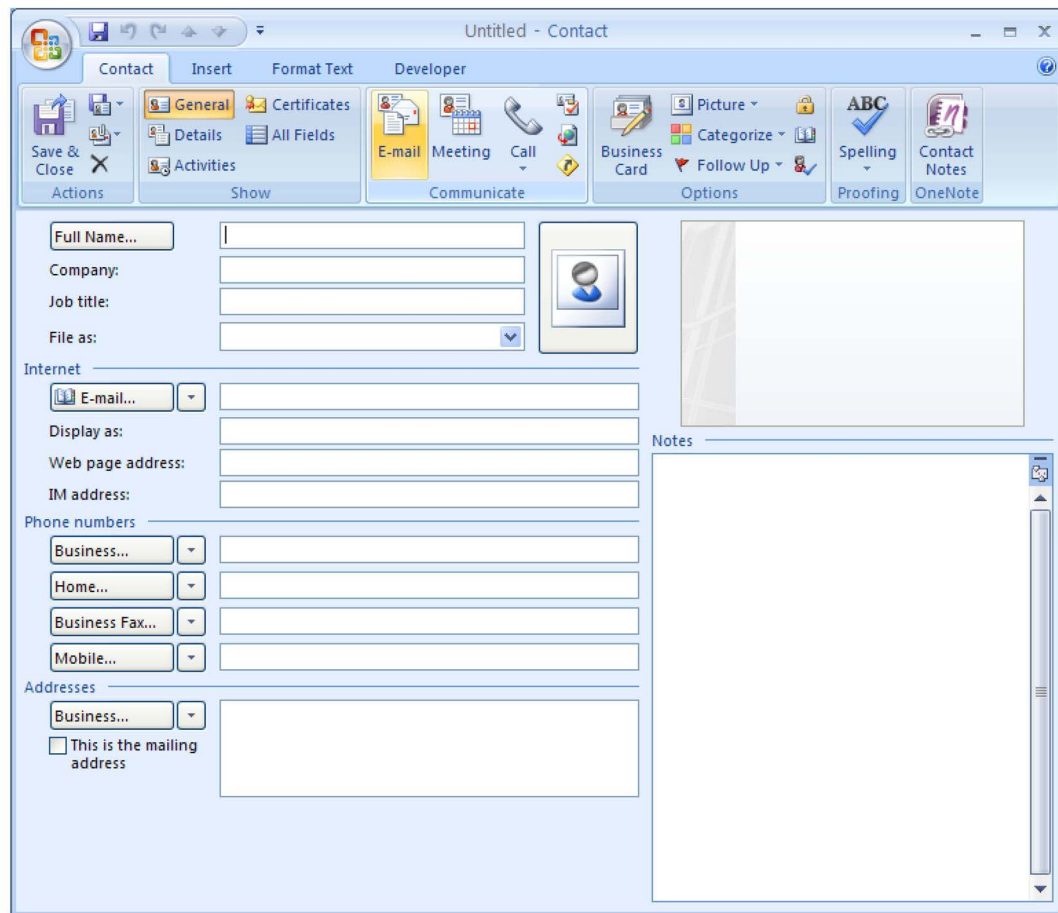 Untitled - Contact
Contact Insert Format Text Developer
Save & Close
General
Details
Activities
Certificates
All Fields
E-mail
Meeting
Call
Business Card
Picture
Categorize
Follow Up
ABC
Spelling
Contact Notes
Actions Show Communicate Options Proofing OneNote
Full Name...
Company:
Job title:
File as:
Internet
E-mail...
Display as:
Web page address:
IM address:
Phone numbers
Business...
Home...
Business Fax...
Mobile...
Addresses
Business...
This is the mailing
address
Notes